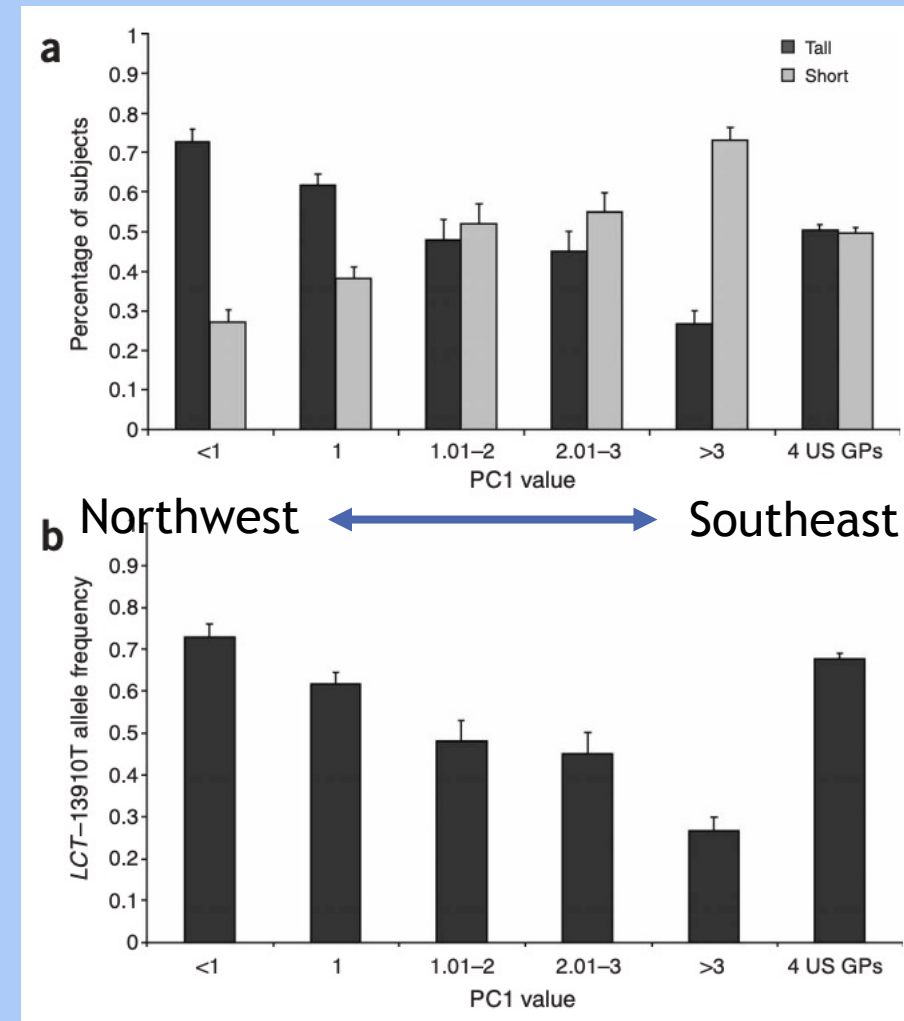 a
Tall
Short
Percentage of subjects
1
0.9
0.8
0.7
0.6
0.5
0.4
0.3
0.2
0.1
0
<1 1 1.01–2 2.01–3 >3 4 US GPs
PC1 value
Northwest Southeast
b
LCT–13910T allele frequency
0.9
0.8
0.7
0.6
0.5
0.4
0.3
0.2
0.1
0
<1 1 1.01–2 2.01–3 >3 4 US GPs
PC1 value